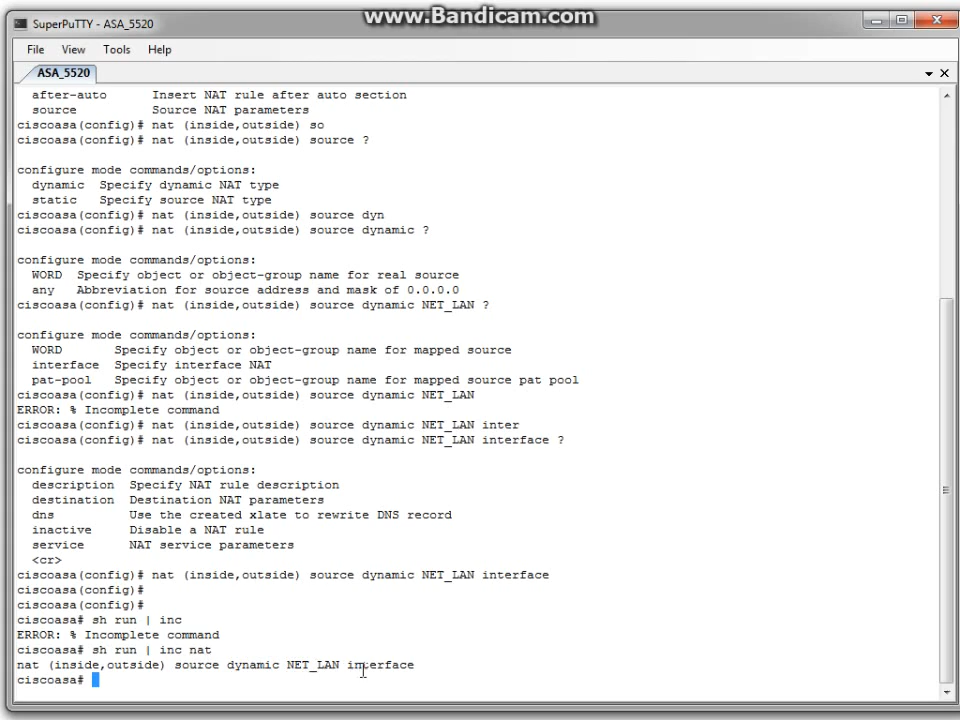 www.Bandicam.com
SuperPuTTY - ASA_5520
File View Tools Help
ASA_5520
after-auto Insert NAT rule after auto section
source Source NAT parameters
ciscoasa(config)# nat (inside,outside) so
ciscoasa(config)# nat (inside,outside) source ?
configure mode commands/options:
dynamic Specify dynamic NAT type
static Specify source NAT type
ciscoasa(config)# nat (inside,outside) source dyn
ciscoasa(config)# nat (inside,outside) source dynamic ?
configure mode commands/options:
WORD Specify object or object-group name for real source
any Abbreviation for source address and mask of 0.0.0.0
ciscoasa(config)# nat (inside,outside) source dynamic NET_LAN ?
configure mode commands/options:
WORD Specify object or object-group name for mapped source
interface Specify interface NAT
pat-pool Specify object or object-group name for mapped source pat pool
ciscoasa(config)# nat (inside,outside) source dynamic NET_LAN
ERROR: % Incomplete command
ciscoasa(config)# nat (inside,outside) source dynamic NET_LAN inter
ciscoasa(config)# nat (inside,outside) source dynamic NET_LAN interface ?
configure mode commands/options:
description Specify NAT rule description
destination Destination NAT parameters
dns Use the created xlate to rewrite DNS record
inactive Disable a NAT rule
service NAT service parameters
<cr>
ciscoasa(config)# nat (inside,outside) source dynamic NET_LAN interface
ciscoasa(config)#
ciscoasa(config)#
ciscoasa# sh run | inc
ERROR: % Incomplete command
ciscoasa# sh run | inc nat
nat (inside,outside) source dynamic NET_LAN interface
ciscoasa#